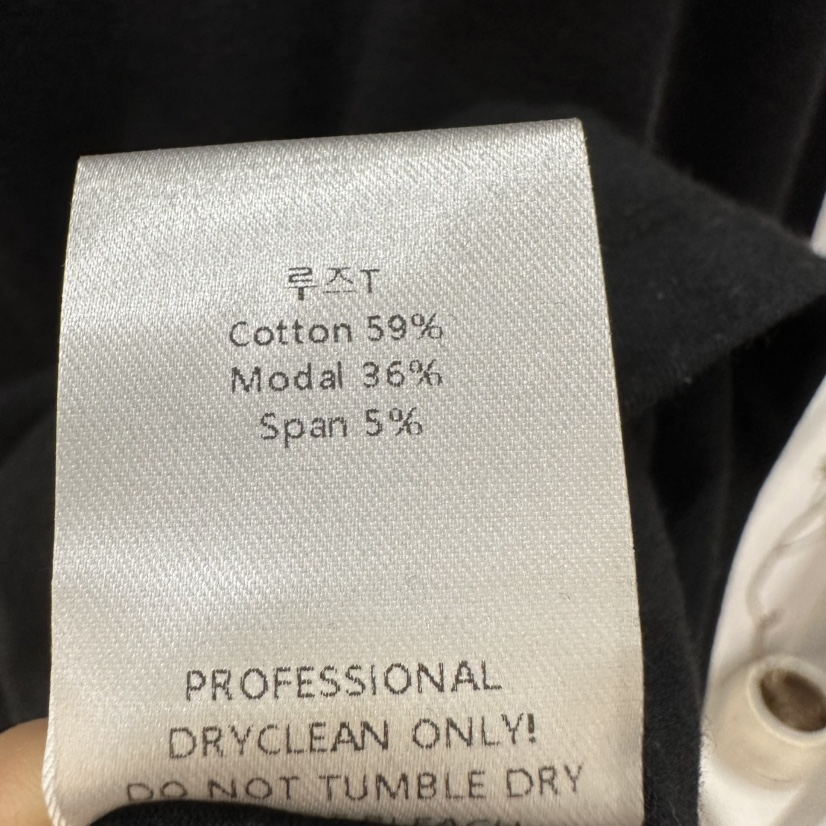 루즈T
Cotton 59%
Modal 36%
Span 5%
PROFESSIONAL
DRYCLEAN ONLY!
DO NOT TUMBLE DRY